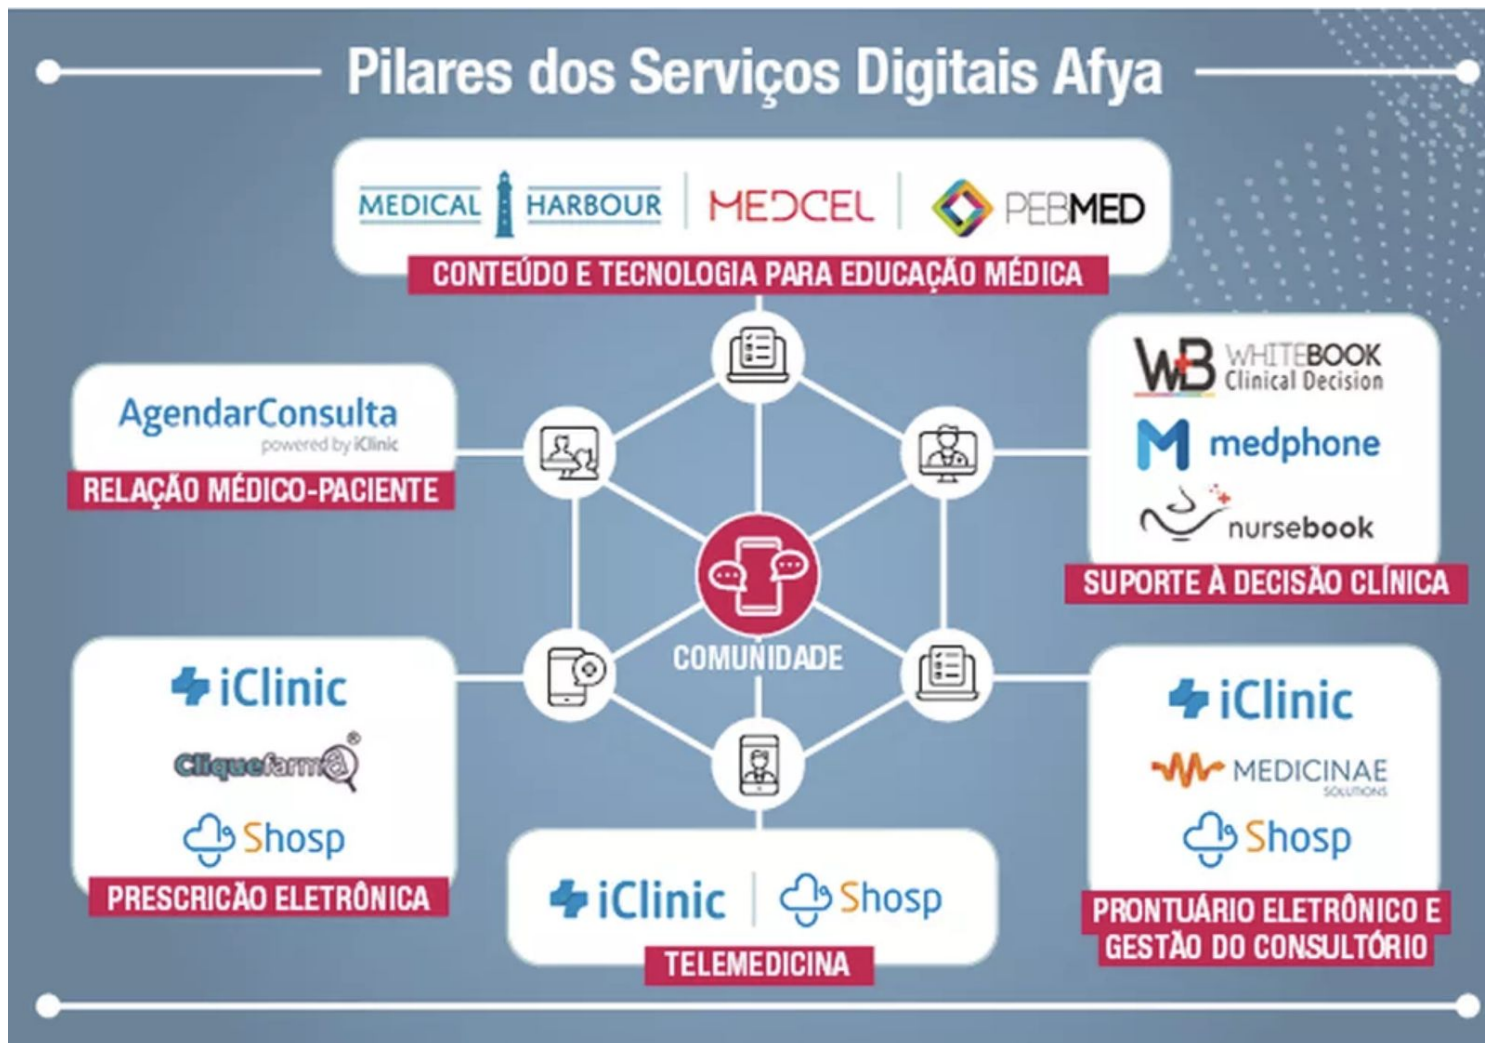 Pilares dos Serviços Digitais Afya
MEDICAL HARBOUR
MEDCEL
PEBMED
CONTEÚDO E TECNOLOGIA PARA EDUCAÇÃO MÉDICA
AgendarConsulta
powered by iClinic
RELAÇÃO MÉDICO-PACIENTE
W+B WHITEBOOK
Clinical Decision
medphone
nursebook
SUPORTE À DECISÃO CLÍNICA
COMUNIDADE
iClinic
Cliquefarma®
Shosp
PRESCRICÃO ELETRÔNICA
iClinic
Shosp
TELEMEDICINA
iClinic
MEDICINAE
SOLUTIONS
Shosp
PRONTUÁRIO ELETRÔNICO E
GESTÃO DO CONSULTÓRIO